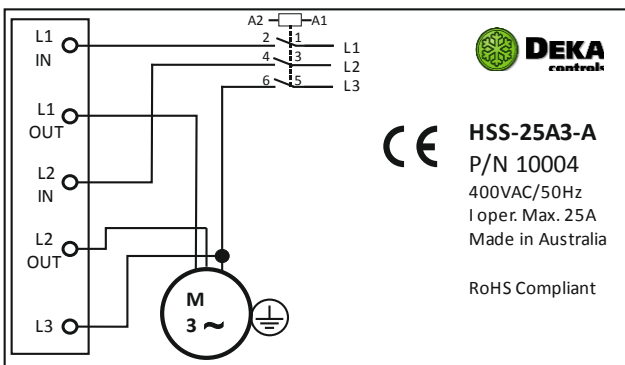 A2
A1
L1
IN
L1
OUT
L2
IN
L2
OUT
L3
2 1
4 3
6 5
L1
L2
L3
M
3 ~
DEKA
controls
CE
HSS-25A3-A
P/N 10004
400VAC/50Hz
I oper. Max. 25A
Made in Australia
RoHS Compliant